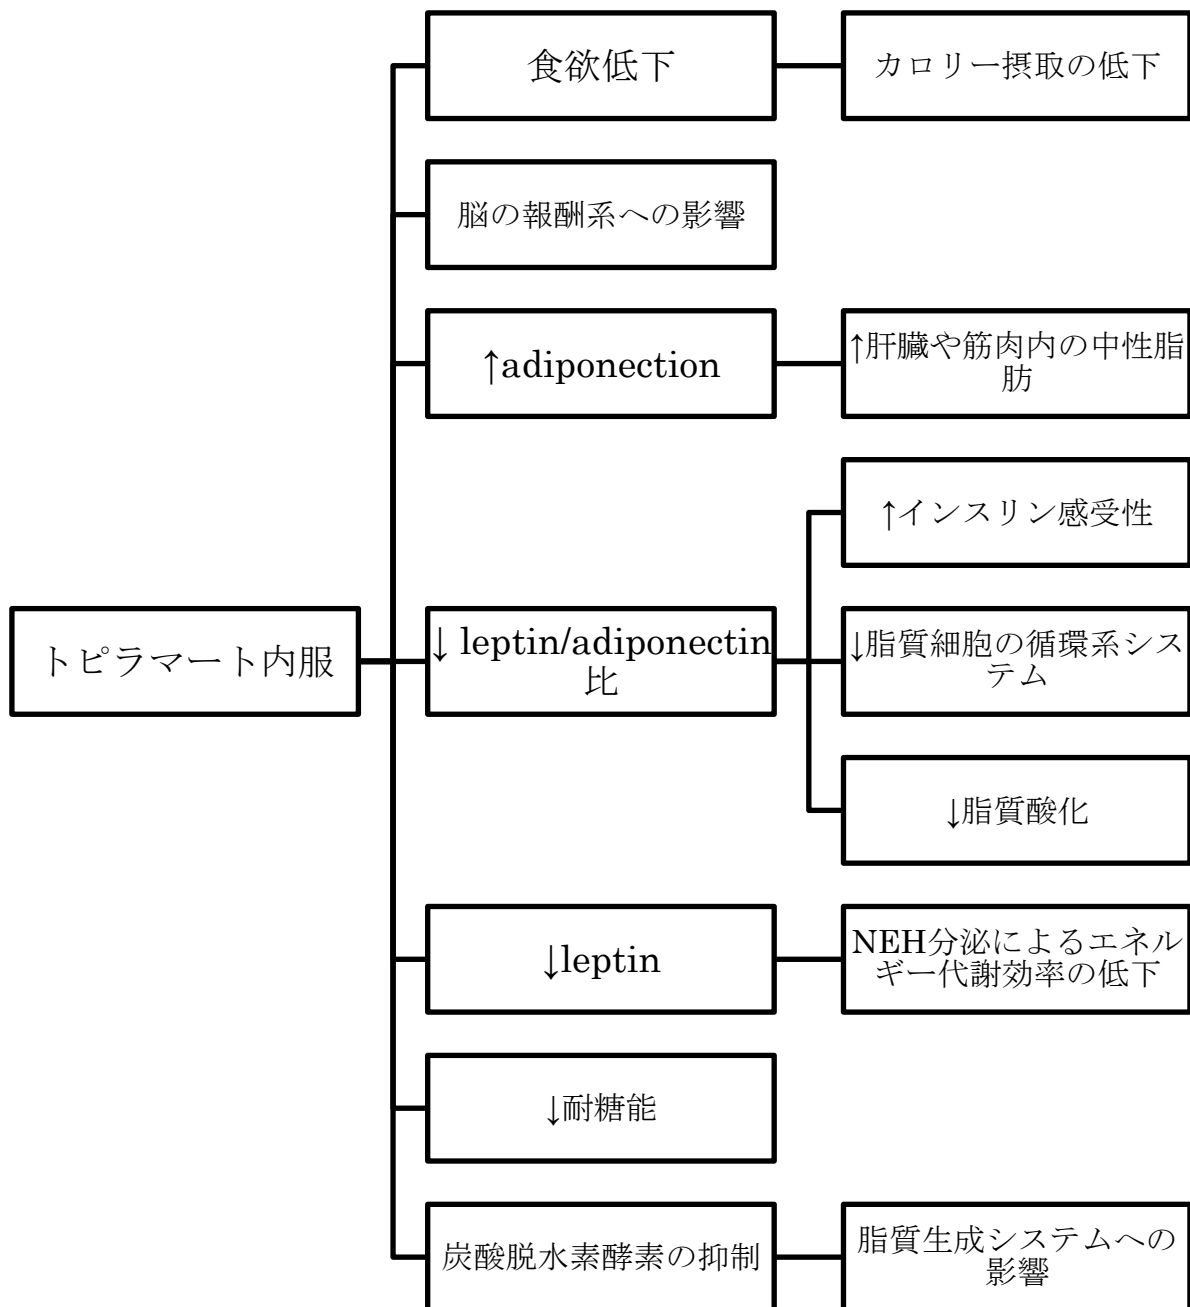 食欲低下
カロリー摂取の低下
脳の報酬系への影響
↑adiponection
↑肝臓や筋肉内の中性脂
肪
↑インスリン感受性
トピラマート内服
↓ leptin/adiponectin
比
↓脂質細胞の循環系シス
テム
↓脂質酸化
↓leptin
NEH分泌によるエネル
ギー代謝効率の低下
↓耐糖能
炭酸脱水素酵素の抑制
脂質生成システムへの
影響